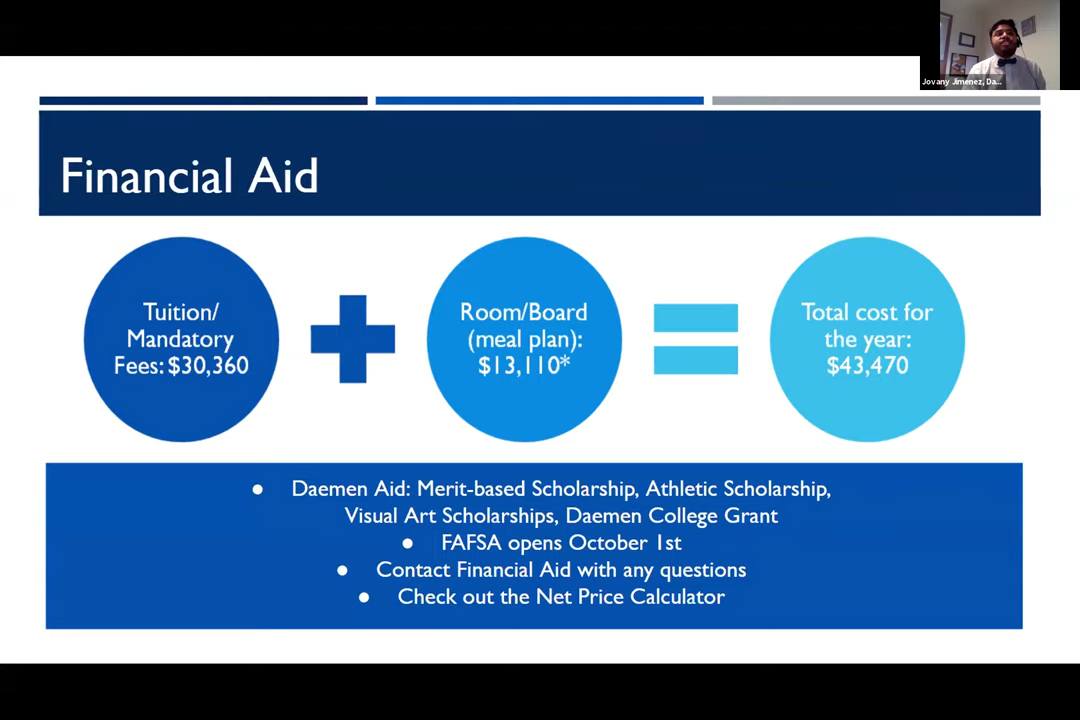 Jovany Jimenez, Da...
Financial Aid
Tuition/
Mandatory
Fees: $30,360
Room/Board
(meal plan):
$13,110*
Total cost for
the year:
$43,470
● Daemen Aid: Merit-based Scholarship, Athletic Scholarship,
Visual Art Scholarships, Daemen College Grant
● FAFSA opens October 1st
● Contact Financial Aid with any questions
● Check out the Net Price Calculator